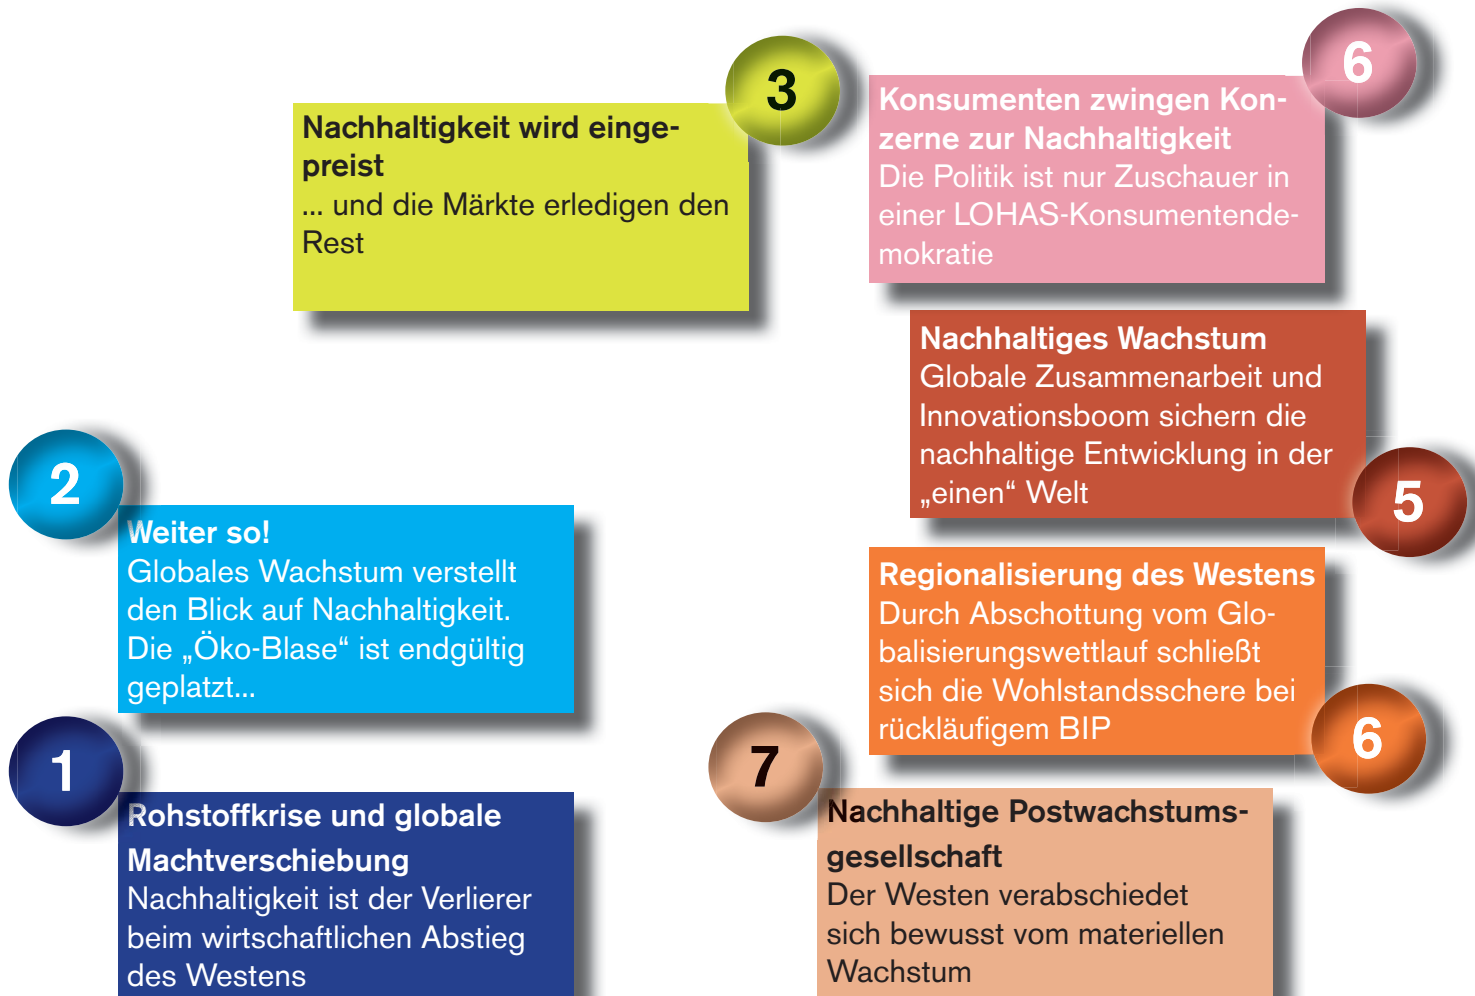 3
Nachhaltigkeit wird einge-
preist
... und die Märkte erledigen den
Rest
6
Konsumenten zwingen Kon-
zerne zur Nachhaltigkeit
Die Politik ist nur Zuschauer in
einer LOHAS-Konsumentende-
mokratie
Nachhaltiges Wachstum
Globale Zusammenarbeit und
Innovationsboom sichern die
nachhaltige Entwicklung in der
„einen“ Welt
5
2
Weiter so!
Globales Wachstum verstellt
den Blick auf Nachhaltigkeit.
Die „Öko-Blase“ ist endgültig
geplatzt...
Regionalisierung des Westens
Durch Abschottung vom Glo-
balisierungswettlauf schließt
sich die Wohlstandsschere bei
rückläufigem BIP
6
1
Rohstoffkrise und globale
Machtverschiebung
Nachhaltigkeit ist der Verlierer
beim wirtschaftlichen Abstieg
des Westens
7
Nachhaltige Postwachstums-
gesellschaft
Der Westen verabschiedet
sich bewusst vom materiellen
Wachstum